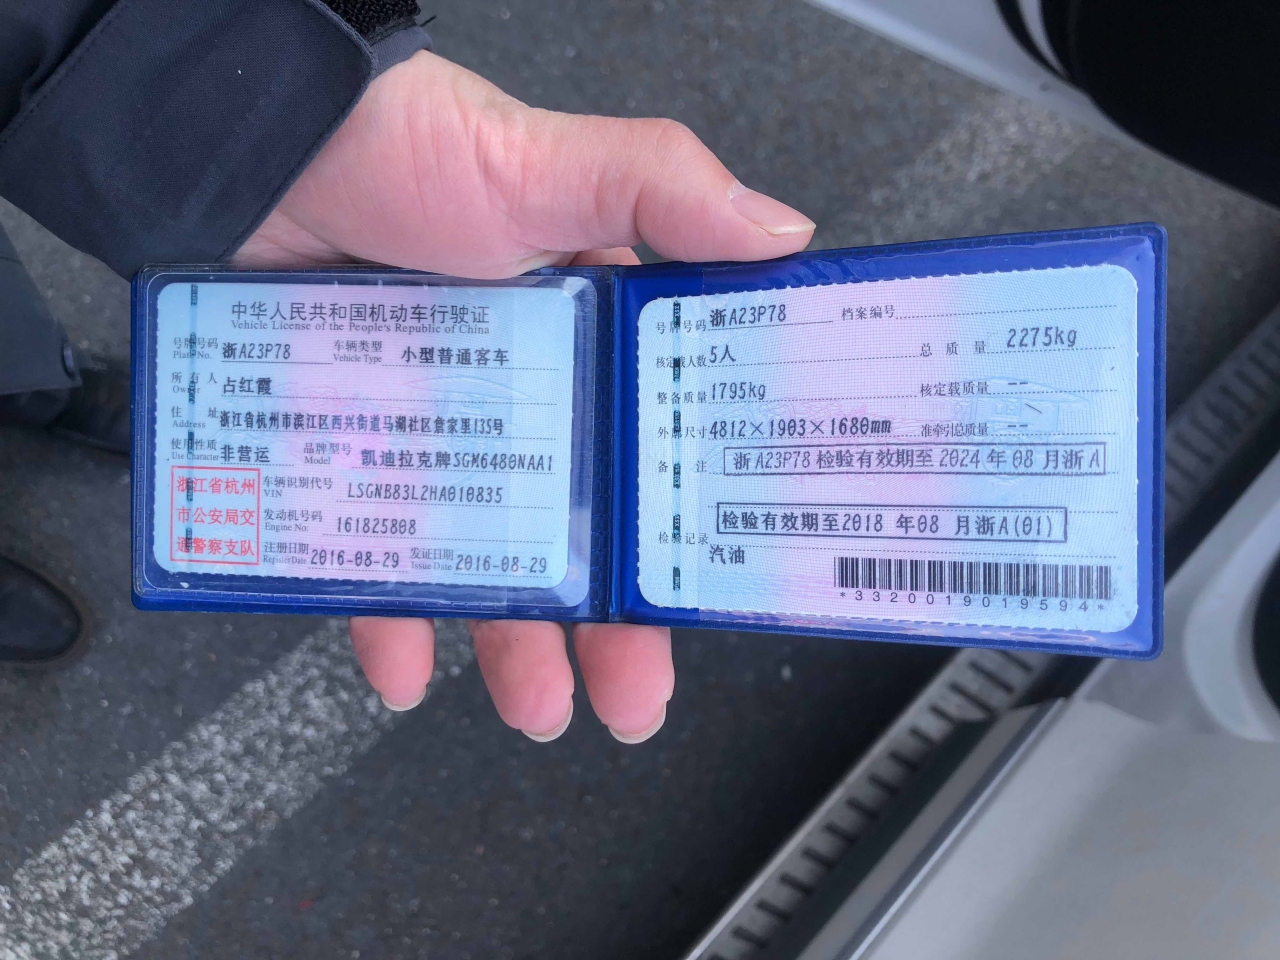 中华人民共和国机动车行驶证
Vehicle License of the People's Republic of China
号牌号码 浙A23P78 车辆类型 小型普通客车
Plate No. Vehicle Type
所有人 占红霞
Owner
住址 浙江省杭州市滨江区西兴街道马湖社区詹家里135号
Address
使用性质 非营运 品牌型号 凯迪拉克牌SGM6480NAA1
Use Character Model
浙江省杭州
市公安局交
通警察支队
车辆识别代号 LSGNB83L2HA010835
VIN
发动机号码 161825808
Engine No.
注册日期 2016-08-29 发证日期 2016-08-29
Register Date Issue Date
号牌号码 浙A23P78 档案编号
核定载人数 5人 总质量 2275kg
整备质量 1795kg 核定载质量 --
外廓尺寸 4812×1903×1680mm 准牵引总质量 --
备注 浙A23P78 检验有效期至2024年08月浙A
检验有效期至2018 年08 月浙A(01)
检验记录
汽油
*3320019019594*